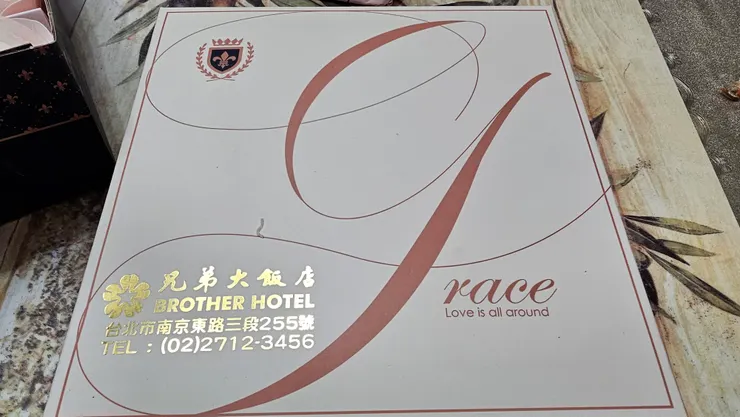 Grace
Love is all around
兄弟大飯店
BROTHER HOTEL
台北市南京東路三段255號
TEL：(02)2712-3456